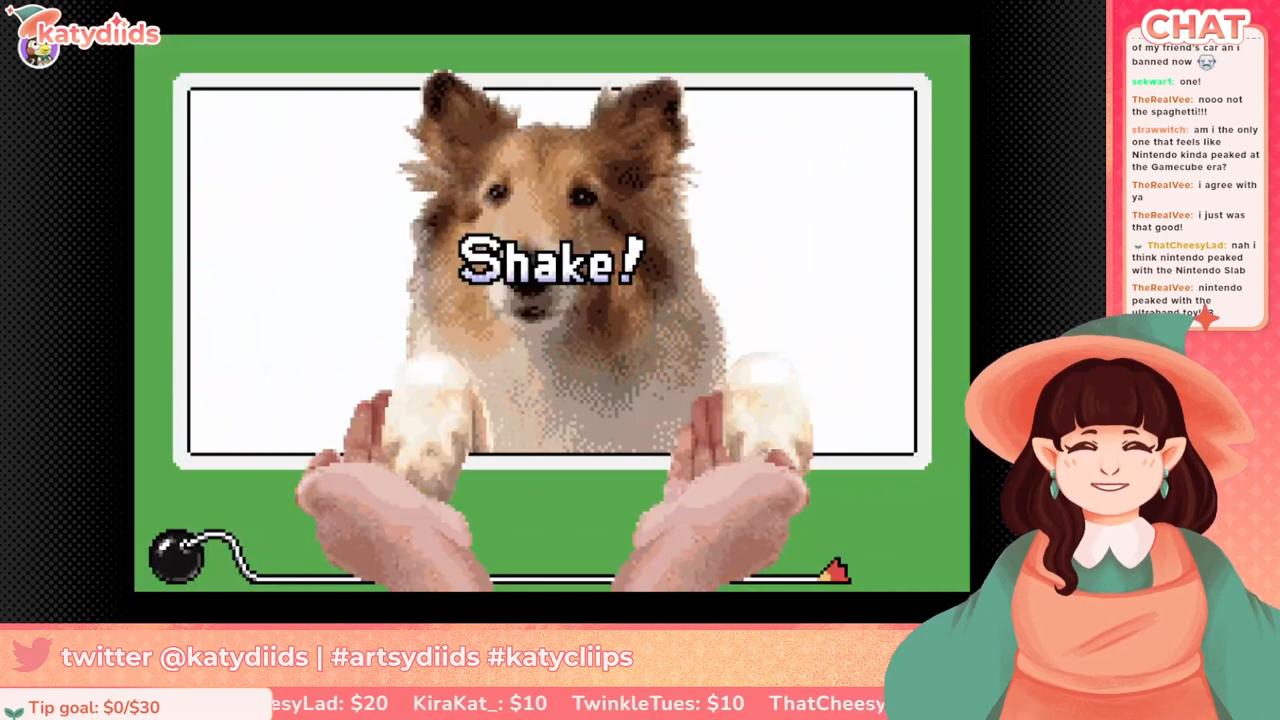 katydiids
CHAT
of my friend's car an i
banned now
sekwar1: one!
TheRealVee: nooo not
the spaghetti!!!
strawwitch: am i the only
one that feels like
Nintendo kinda peaked at
the Gamecube era?
TheRealVee: i agree with
ya
TheRealVee: i just was
that good!
ThatCheesyLad: nah i
think nintendo peaked
with the Nintendo Slab
TheRealVee: nintendo
peaked with the
Shake!
twitter @katydiids | #artsydiids #katycliips
Tip goal: $0/$30
esyLad: $20 KiraKat_: $10 TwinkleTues: $10 ThatCheesy